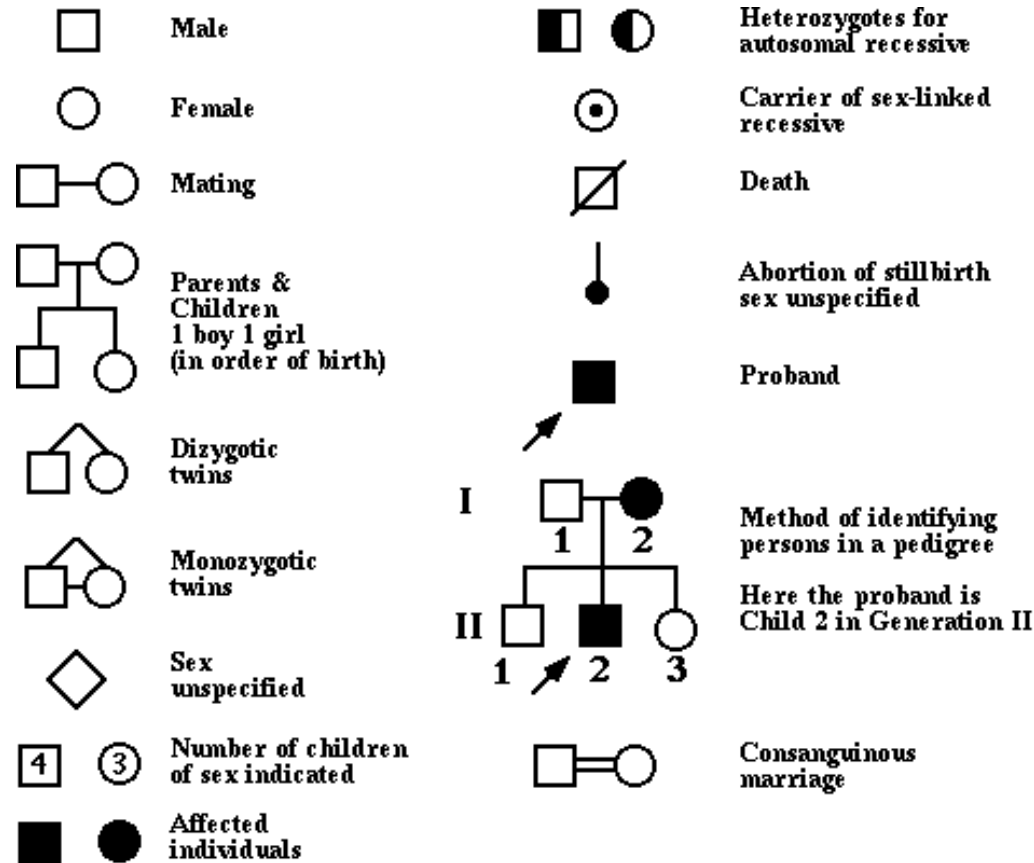 Male
Female
Mating
Parents &
Children
1 boy 1 girl
(in order of birth)
Dizygotic
twins
Monozygotic
twins
Sex
unspecified
4 3 Number of children
of sex indicated
Affected
individuals
Heterozygotes for
autosomal recessive
Carrier of sex-linked
recessive
Death
Abortion of stillbirth
sex unspecified
Proband
I
1 2
II
1 2 3
Method of identifying
persons in a pedigree
Here the proband is
Child 2 in Generation II
Consanguinous
marriage